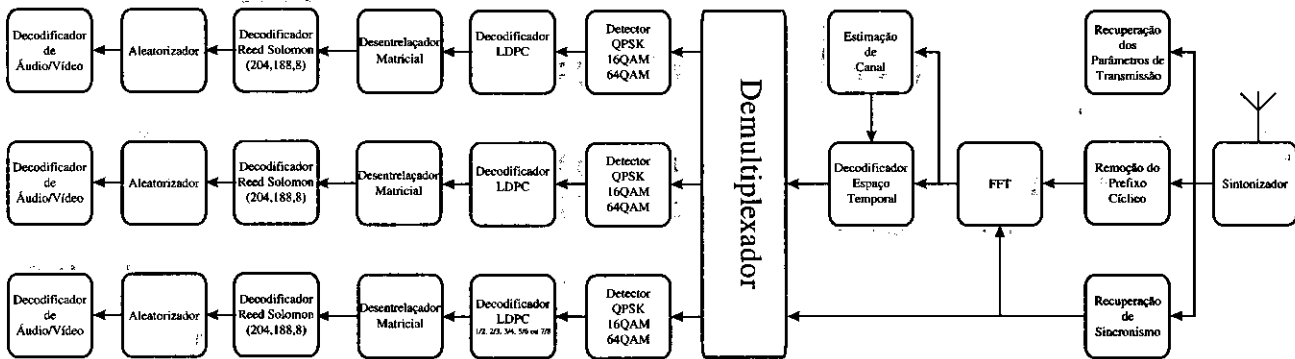 Decodificador
de
Áudio/Vídeo
Aleatorizador
Decodificador
Reed Solomon
(204,188,8)
Desentrelaçador
Matricial
Decodificador
LDPC
Detector
QPSK
16QAM
64QAM
Demultiplexador
Estimação
de
Canal
Recuperação
dos
Parâmetros de
Transmissão
Decodificador
de
Áudio/Vídeo
Aleatorizador
Decodificador
Reed Solomon
(204,188,8)
Desentrelaçador
Matricial
Decodificador
LDPC
Detector
QPSK
16QAM
64QAM
Decodificador
Espaço
Temporal
FFT
Remoção do
Prefixo
Cíclico
Sintonizador
Decodificador
de
Áudio/Vídeo
Aleatorizador
Decodificador
Reed Solomon
(204,188,8)
Desentrelaçador
Matricial
Decodificador
LDPC
1/2, 2/3, 3/4, 5/6 ou 7/8
Detector
QPSK
16QAM
64QAM
Recuperação
de
Sincronismo